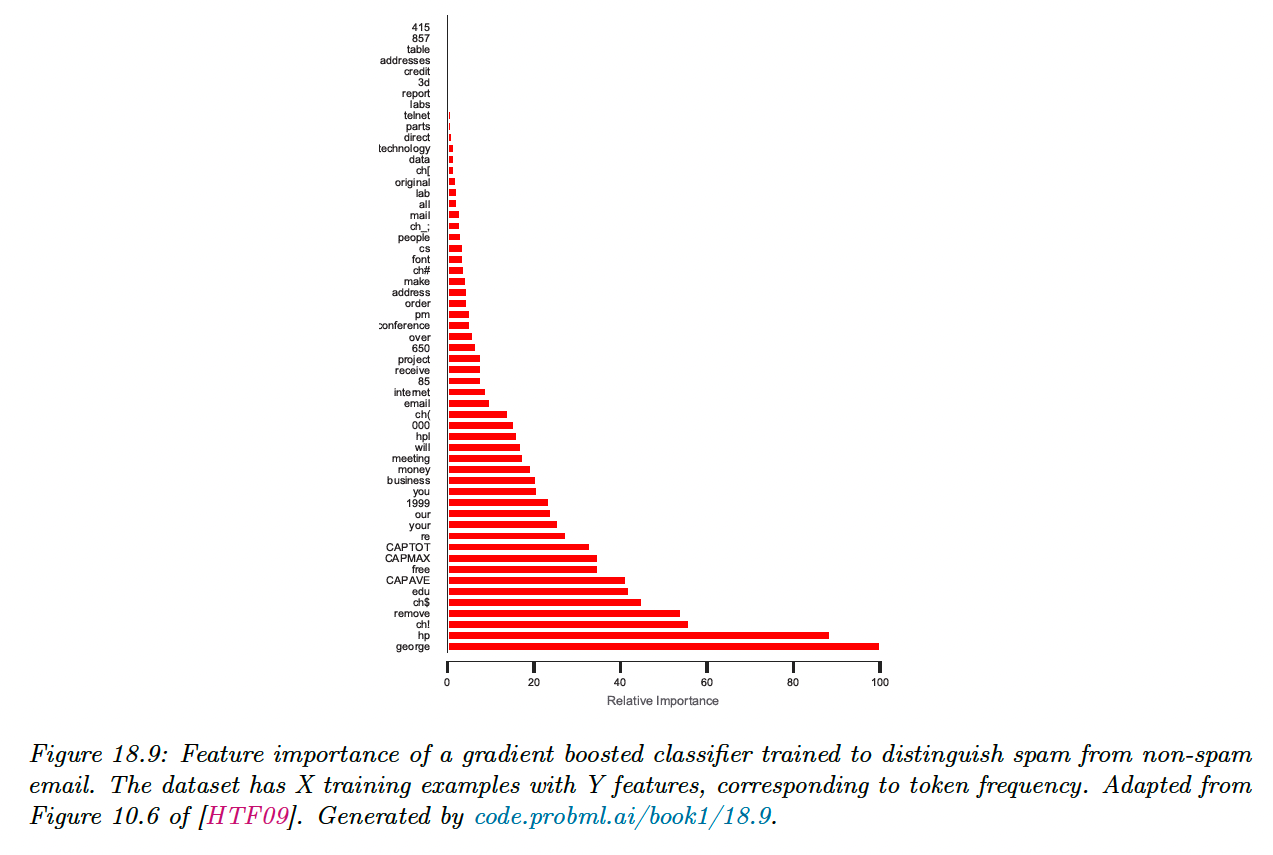 415
857
table
addresses
credit
3d
report
labs
telnet
parts
direct
technology
data
ch[
original
lab
all
mail
ch_;
people
cs
font
ch#
make
address
order
pm
conference
over
650
project
receive
85
internet
email
ch(
000
hpl
will
meeting
money
business
you
1999
our
your
re
CAPTOT
CAPMAX
free
CAPAVE
edu
ch$
remove
ch!
hp
george
0 20 40 60 80 100
Relative Importance
Figure 18.9: Feature importance of a gradient boosted classifier trained to distinguish spam from non-spam
email. The dataset has X training examples with Y features, corresponding to token frequency. Adapted from
Figure 10.6 of [HTF09]. Generated by code.probml.ai/book1/18.9.